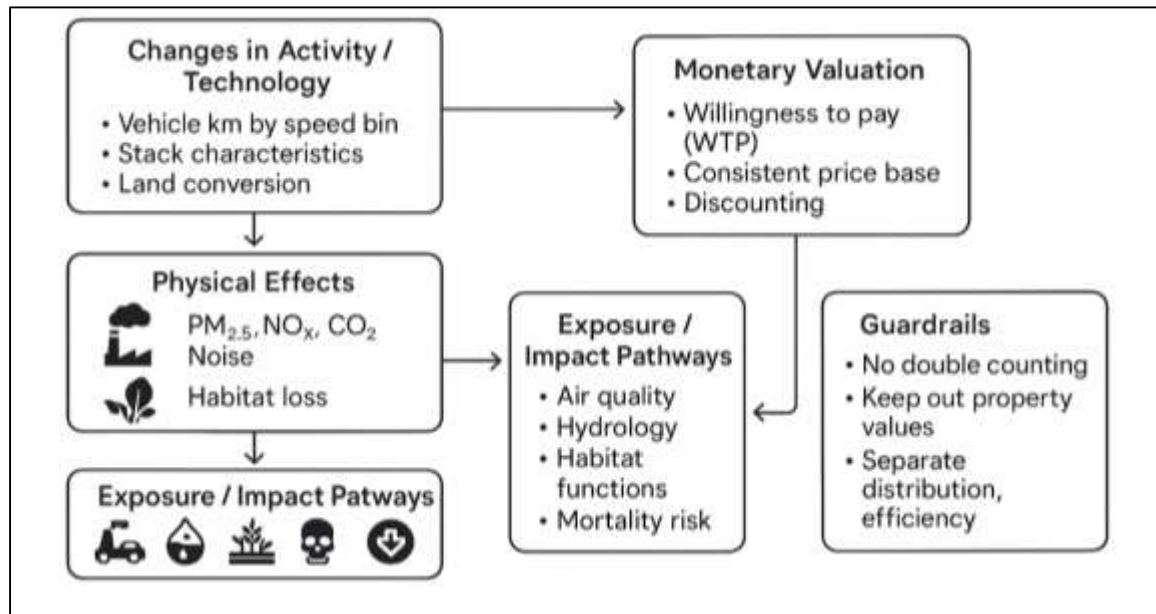 Changes in Activity /
Technology
• Vehicle km by speed bin
• Stack characteristics
• Land conversion
Monetary Valuation
• Willingness to pay
(WTP)
• Consistent price base
• Discounting
Physical Effects
PM2.5, NOX, CO2
Noise
Habitat loss
Exposure /
Impact Pathways
• Air quality
• Hydrology
• Habitat
functions
• Mortality risk
Guardrails
• No double counting
• Keep out property
values
• Separate
distribution,
efficiency
Exposure / Impact Patways